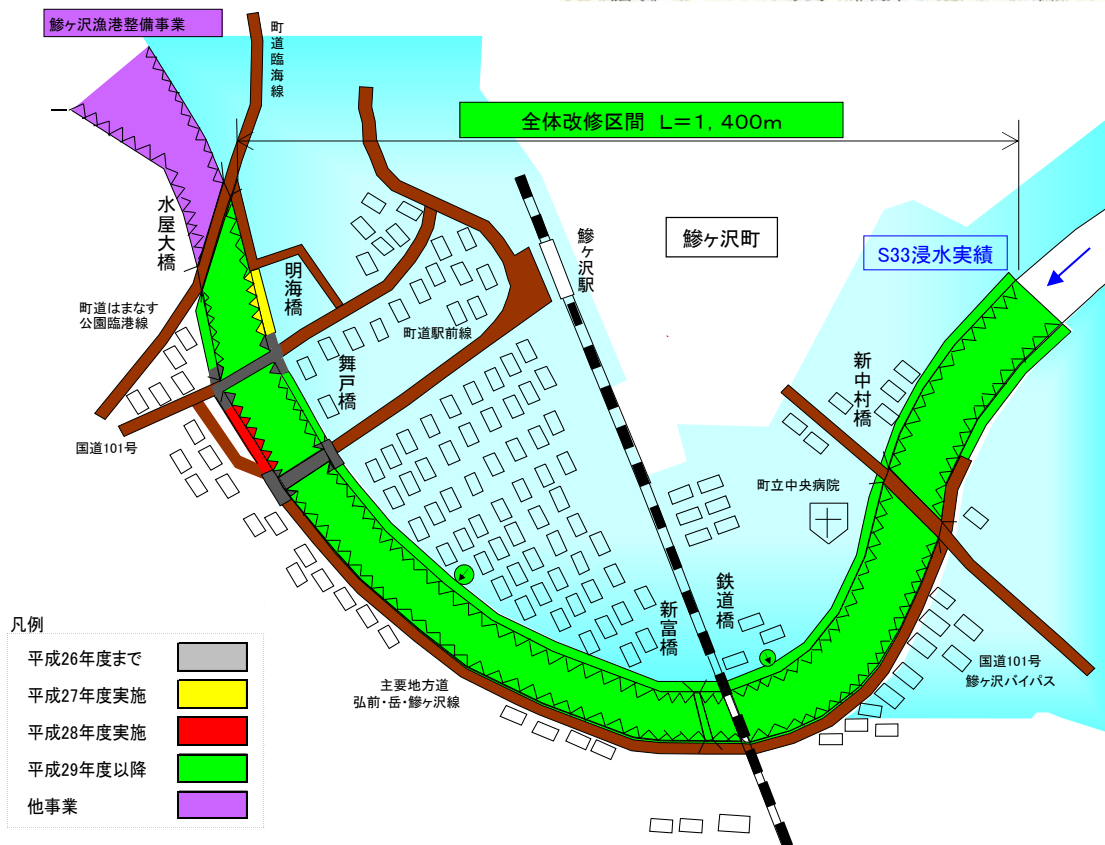 鰺ヶ沢漁港整備事業
町道臨海線
全体改修区間 L=1,400m
水屋大橋
鰺ヶ沢駅
鰺ヶ沢町
S33浸水実績
明海橋
町道はまなす
公園臨港線
町道駅前線
舞戸橋
新中村橋
国道101号
町立中央病院
鉄道橋
新富橋
凡例
平成26年度まで
平成27年度実施
平成28年度実施
平成29年度以降
他事業
主要地方道
弘前・岳・鰺ヶ沢線
国道101号
鰺ヶ沢バイパス